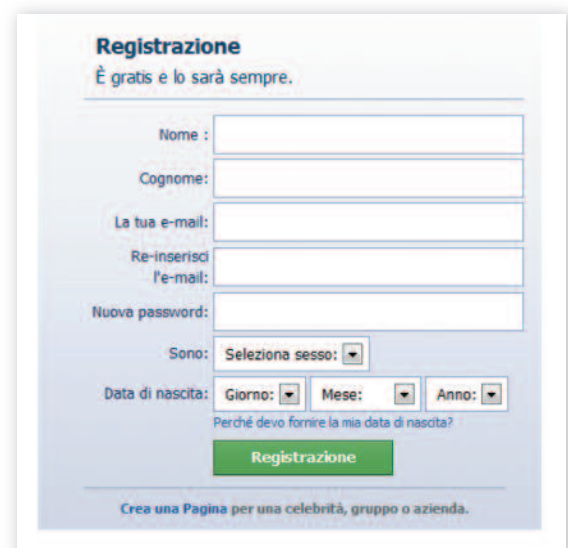 Registrazione
È gratis e lo sarà sempre.
Nome :
Cognome:
La tua e-mail:
Re-inserisci
l'e-mail:
Nuova password:
Sono: Seleziona sesso:
Data di nascita: Giorno: Mese: Anno:
Perché devo fornire la mia data di nascita?
Registrazione
Crea una Pagina per una celebrità, gruppo o azienda.